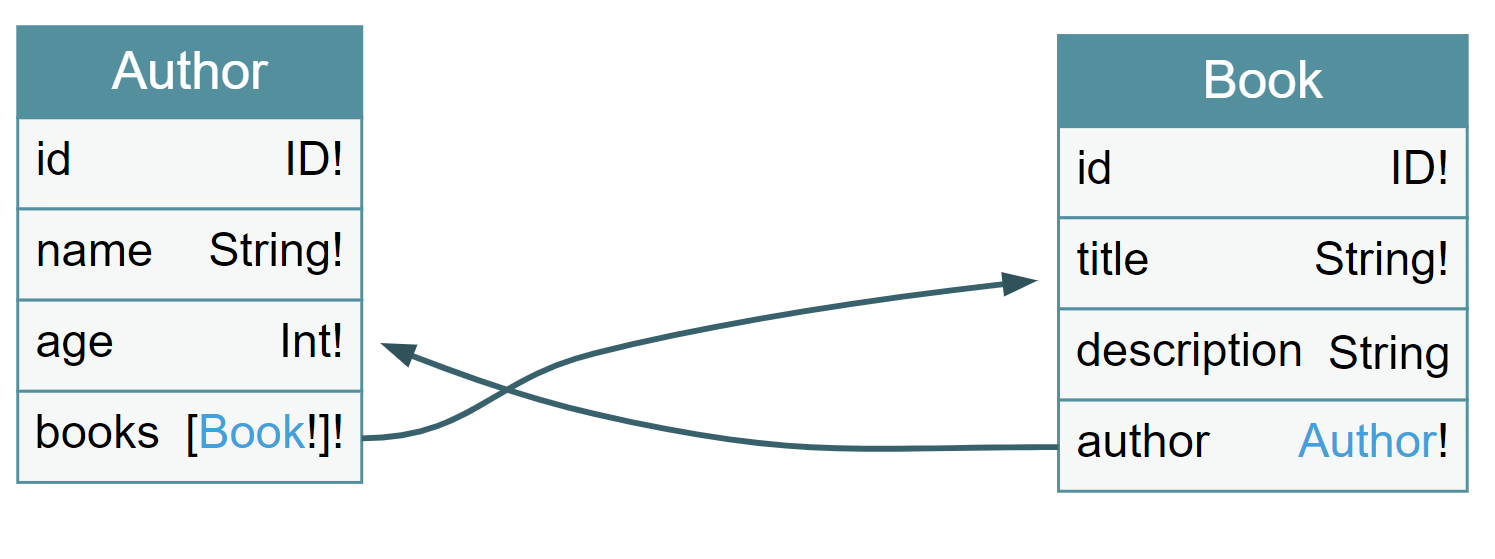 Author
id ID!
name String!
age Int!
books [Book!]!
Book
id ID!
title String!
description String
author Author!